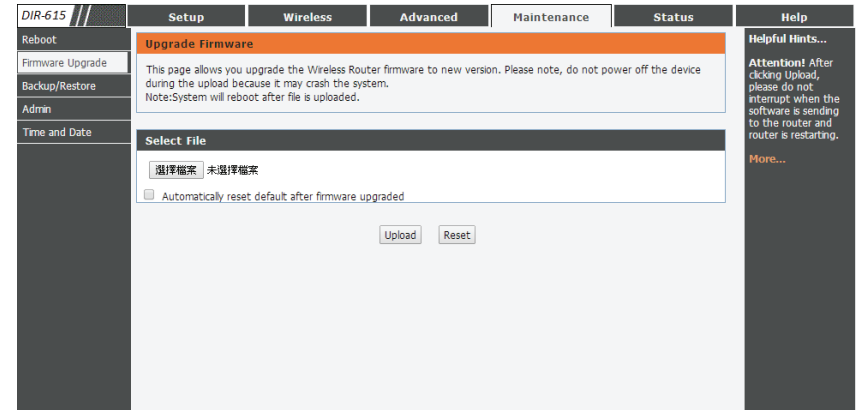 DIR-615
Setup
Wireless
Advanced
Maintenance
Status
Help
Reboot
Firmware Upgrade
Backup/Restore
Admin
Time and Date
Upgrade Firmware
This page allows you upgrade the Wireless Router firmware to new version. Please note, do not power off the device
during the upload because it may crash the system.
Note:System will reboot after file is uploaded.
Select File
選擇檔案 未選擇檔案
Automatically reset default after firmware upgraded
Upload
Reset
Helpful Hints...
Attention! After
clicking Upload,
please do not
interrupt when the
software is sending
to the router and
router is restarting.
More...